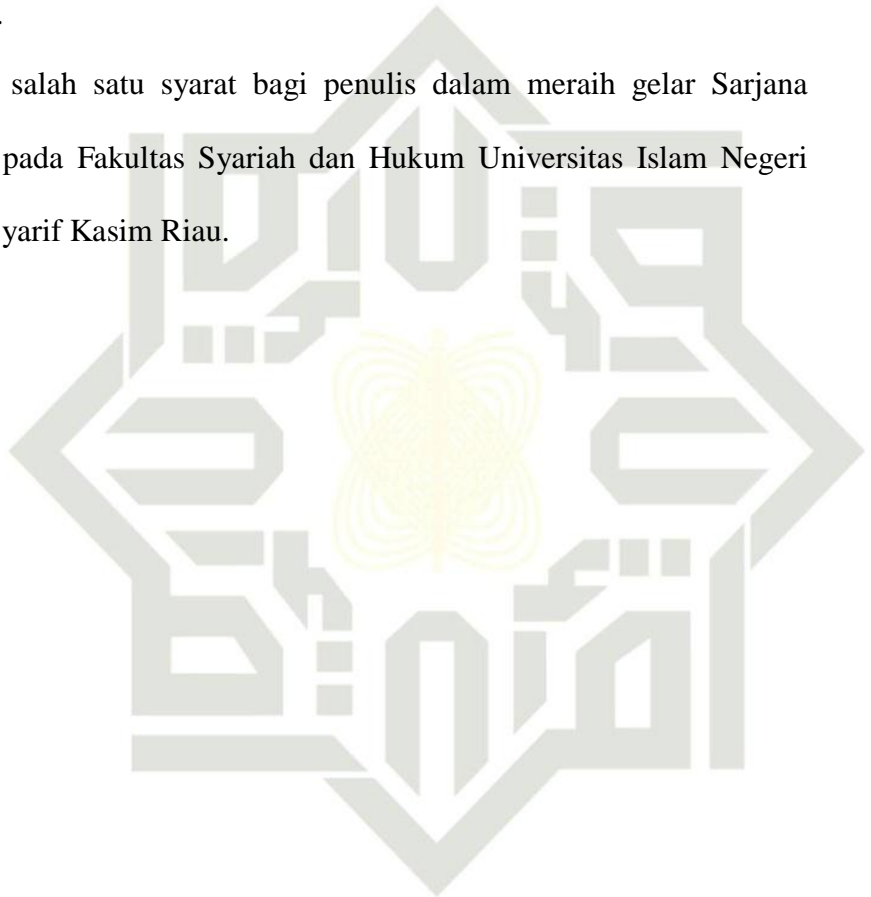 .
salah satu syarat bagi penulis dalam meraih gelar Sarjana
pada Fakultas Syariah dan Hukum Universitas Islam Negeri
yarif Kasim Riau.